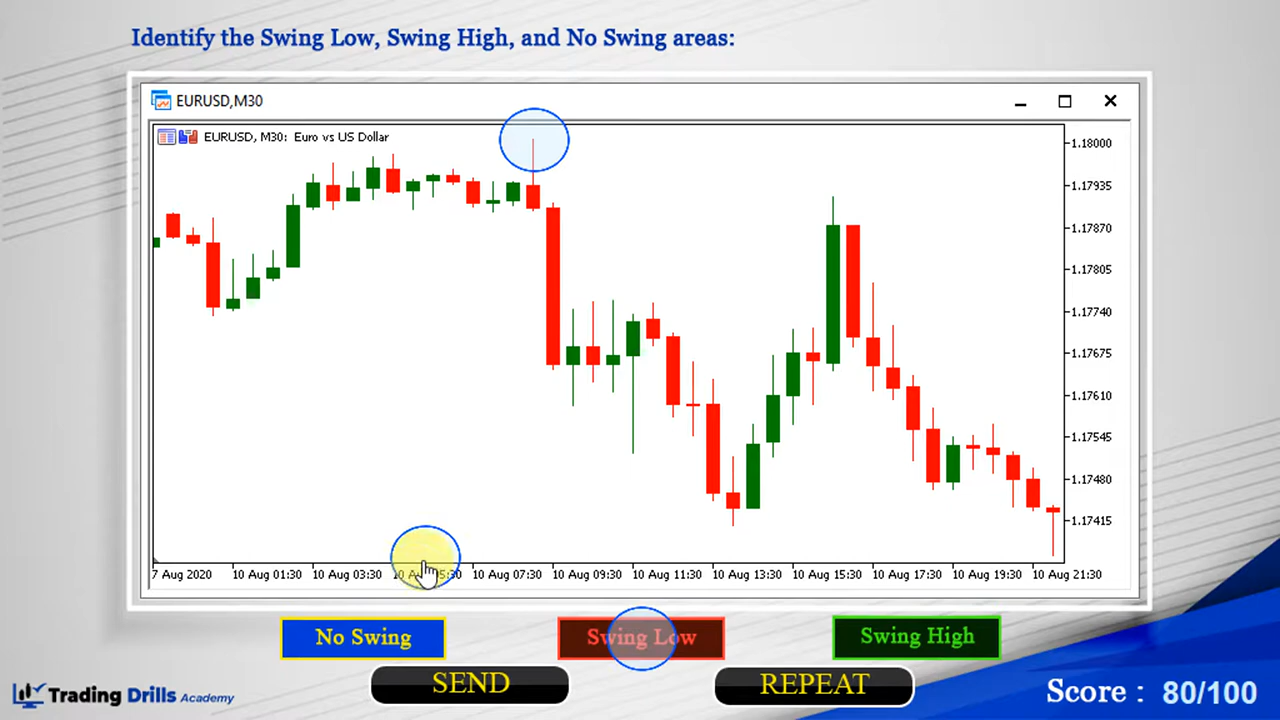 Identify the Swing Low, Swing High, and No Swing areas:
EURUSD,M30
EURUSD, M30: Euro vs US Dollar
1.18000
1.17935
1.17870
1.17805
1.17740
1.17675
1.17610
1.17545
1.17480
1.17415
7 Aug 2020 10 Aug 01:30 10 Aug 03:30 10 Aug 05:30 10 Aug 07:30 10 Aug 09:30 10 Aug 11:30 10 Aug 13:30 10 Aug 15:30 10 Aug 17:30 10 Aug 19:30 10 Aug 21:30
No Swing Swing Low Swing High
SEND REPEAT
Trading Drills Academy
Score : 80/100